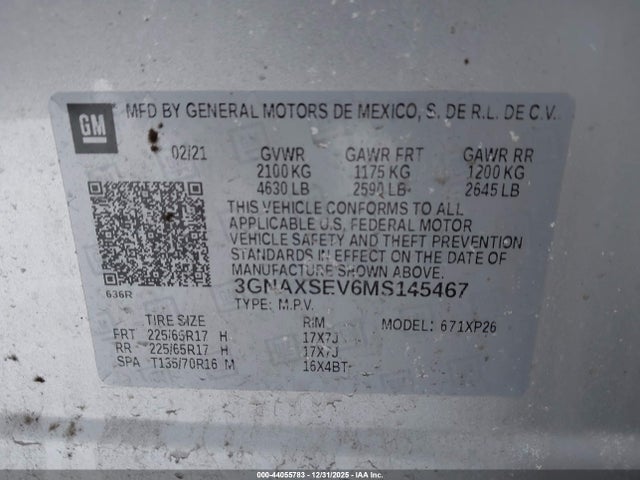 GM
MFD BY GENERAL MOTORS DE MEXICO, S. DE R.L. DE C.V.
02/21 GVWR GAWR FRT GAWR RR
2100 KG 1175 KG 1200 KG
4630 LB 2590 LB 2645 LB
THIS VEHICLE CONFORMS TO ALL
APPLICABLE U.S. FEDERAL MOTOR
VEHICLE SAFETY AND THEFT PREVENTION
STANDARDS IN EFFECT ON THE DATE OF
MANUFACTURE SHOWN ABOVE.
3GNAXSEV6MS145467
636R
TYPE: M.P.V.
TIRE SIZE RIM MODEL: 671XP26
FRT 225/65R17 H 17X7J
RR 225/65R17 H 17X7J
SPA T135/70R16 M 16X4BT
000-44055783 - 12/31/2025 - IAA Inc.